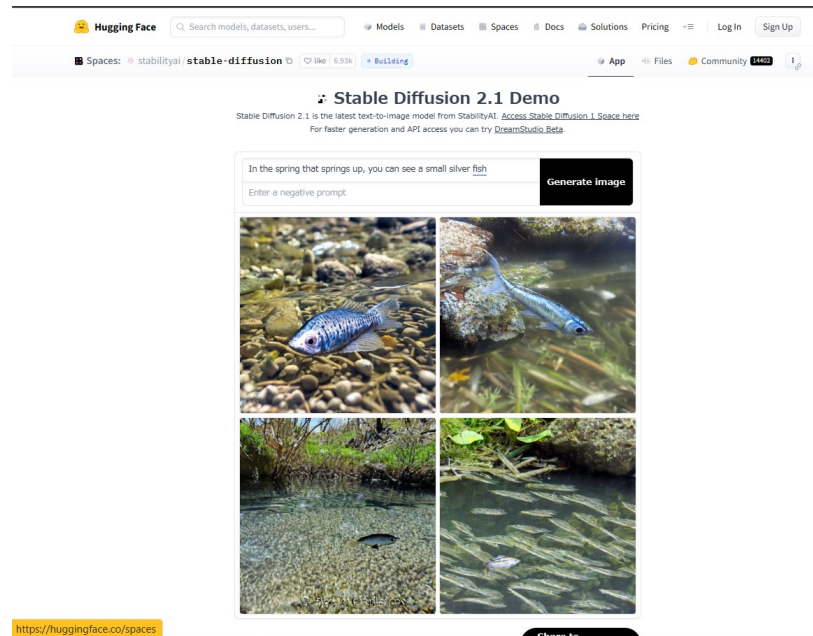 Hugging Face
Search models, datasets, users...
Models
Datasets
Spaces
Docs
Solutions
Pricing
Log In
Sign Up
Spaces:
stabilityai/stable-diffusion
like
6.93k
Building
App
Files
Community
14402
Stable Diffusion 2.1 Demo
Stable Diffusion 2.1 is the latest text-to-image model from StabilityAI. Access Stable Diffusion 1 Space here
For faster generation and API access you can try DreamStudio Beta.
In the spring that springs up, you can see a small silver fish
Enter a negative prompt
Generate image
https://huggingface.co/spaces
Share to